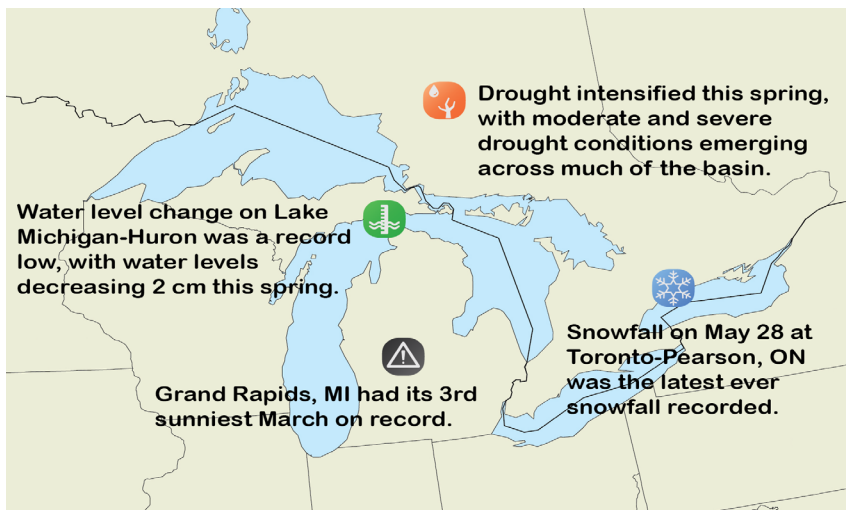 Drought intensified this spring,
with moderate and severe
drought conditions emerging
across much of the basin.
Water level change on Lake
Michigan-Huron was a record
low, with water levels
decreasing 2 cm this spring.
Snowfall on May 28 at
Toronto-Pearson, ON
was the latest ever
snowfall recorded.
Grand Rapids, MI had its 3rd
sunniest March on record.